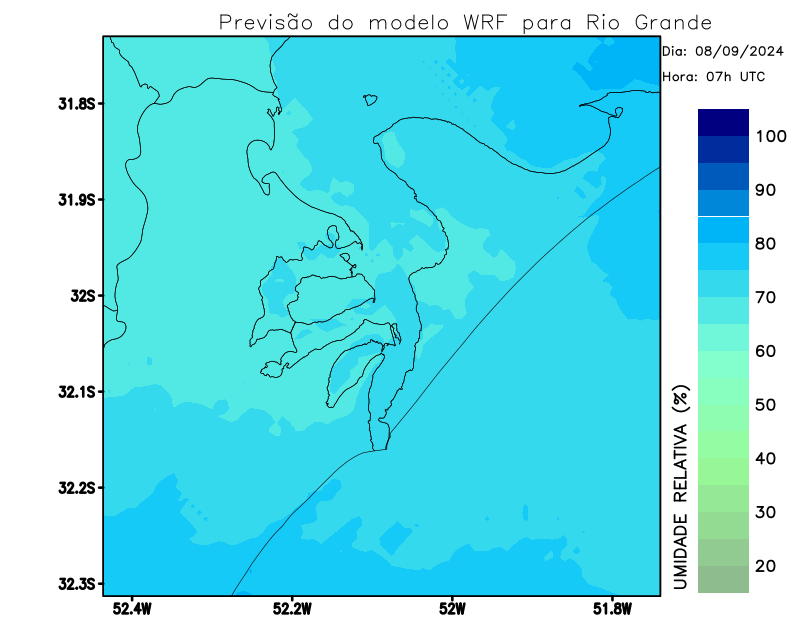 Previsão do modelo WRF para Rio Grande
Dia: 08/09/2024
Hora: 07h UTC
31.8S
31.9S
32S
32.1S
32.2S
32.3S
52.4W
52.2W
52W
51.8W
100
90
80
70
60
50
40
30
20
UMIDADE RELATIVA (%)